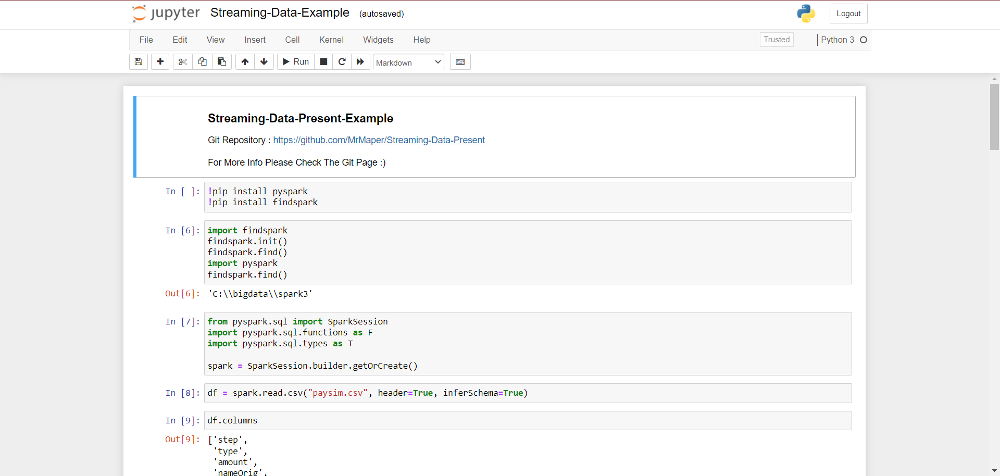 jupyter Streaming-Data-Example (autosaved) Logout
File Edit View Insert Cell Kernel Widgets Help Trusted Python 3
Run Markdown
Streaming-Data-Present-Example
Git Repository : https://github.com/MrMaper/Streaming-Data-Present
For More Info Please Check The Git Page :)
In [ ]: !pip install pyspark
!pip install findspark
In [6]: import findspark
findspark.init()
findspark.find()
import pyspark
findspark.find()
Out[6]: 'C:\\bigdata\\spark3'
In [7]: from pyspark.sql import SparkSession
import pyspark.sql.functions as F
import pyspark.sql.types as T
spark = SparkSession.builder.getOrCreate()
In [8]: df = spark.read.csv("paysim.csv", header=True, inferSchema=True)
In [9]: df.columns
Out[9]: ['step',
'type',
'amount',
'nameOrig',